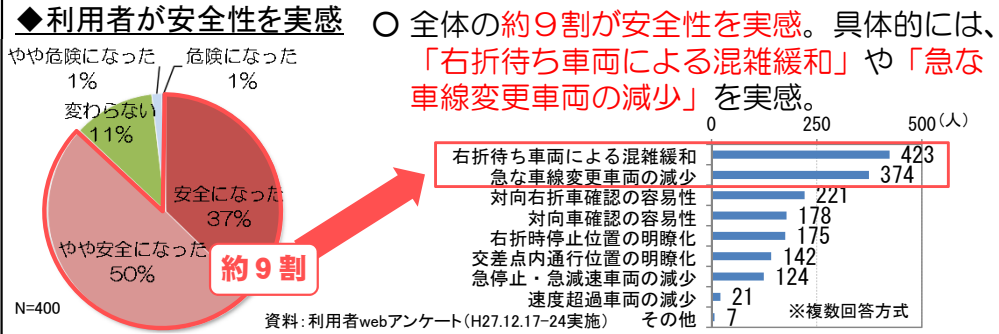 ◆利用者が安全性を実感
〇 全体の約9割が安全性を実感。具体的には、
「右折待ち車両による混雑緩和」や「急な
車線変更車両の減少」を実感。
やや危険になった
1%
危険になった
1%
変わらない
11%
安全になった
37%
やや安全になった
50%
約9割
N=400
0 250 500(人)
右折待ち車両による混雑緩和 423
急な車線変更車両の減少 374
対向右折車確認の容易性 221
対向車確認の容易性 178
右折時停止位置の明瞭化 175
交差点内通行位置の明瞭化 142
急停止・急減速車両の減少 124
速度超過車両の減少 21
その他 7
※複数回答方式
資料:利用者webアンケート(H27.12.17-24実施)